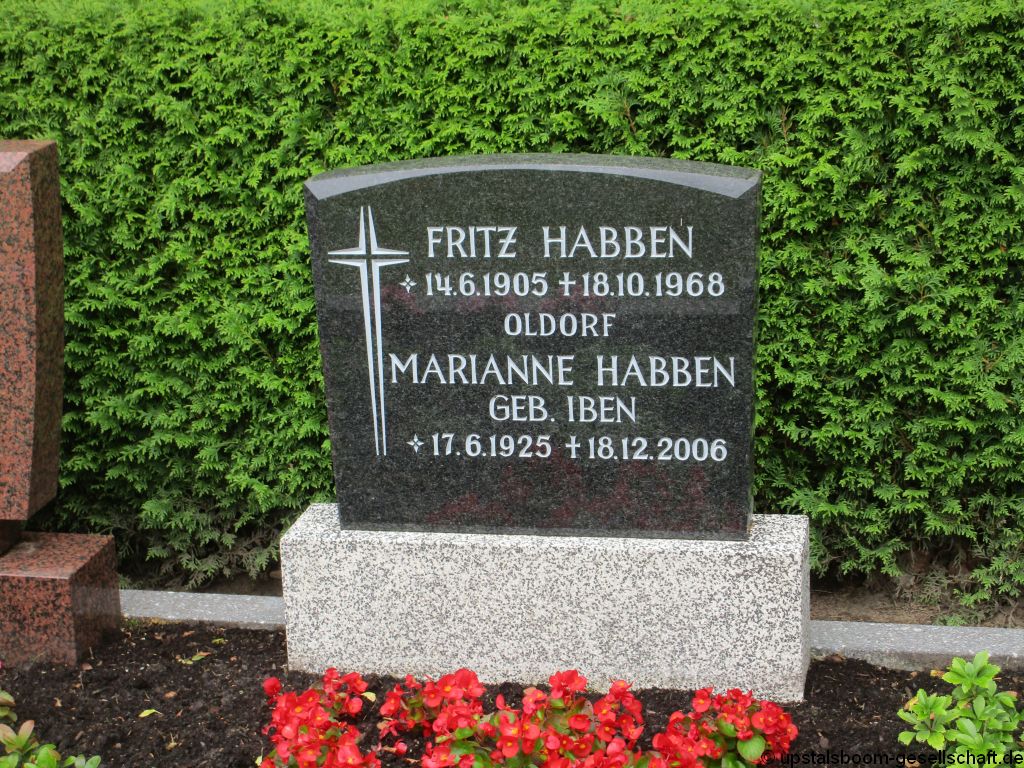 FRITZ HABBEN
✧ 14.6.1905 † 18.10.1968
OLDORF
MARIANNE HABBEN
GEB. IBEN
✧ 17.6.1925 † 18.12.2006
© upstalsboom-gesellschaft.de